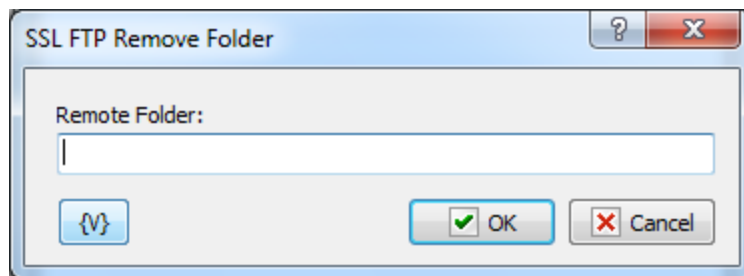 SSL FTP Remove Folder
?
Remote Folder:
{V}
OK
Cancel